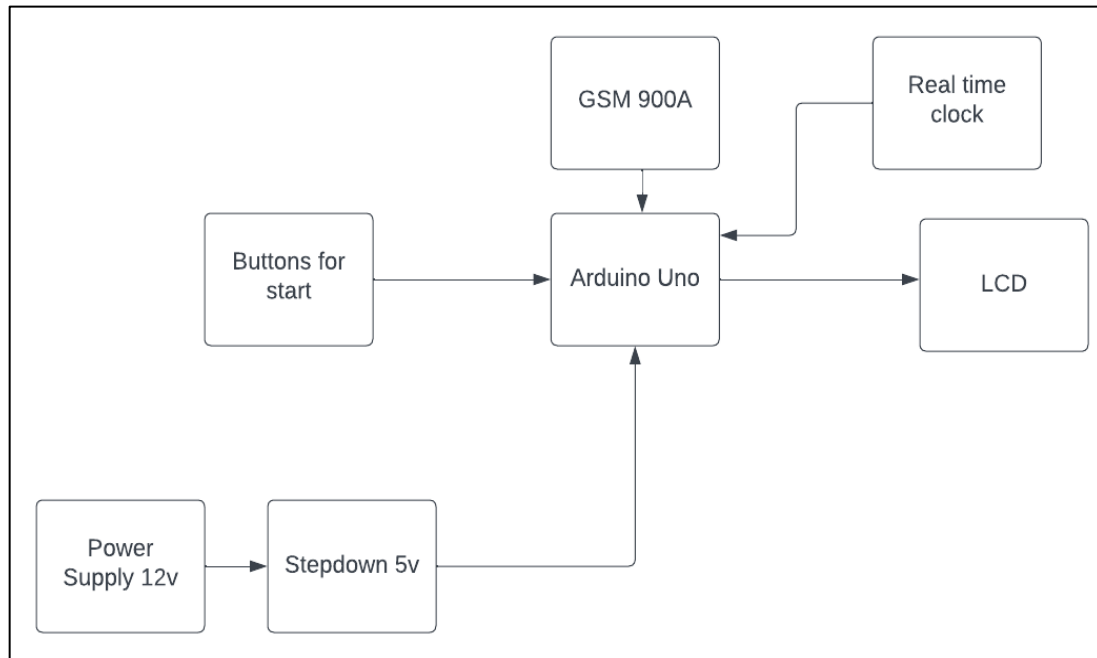 GSM 900A
Real time
clock
Buttons for
start
Arduino Uno
LCD
Power
Supply 12v
Stepdown 5v